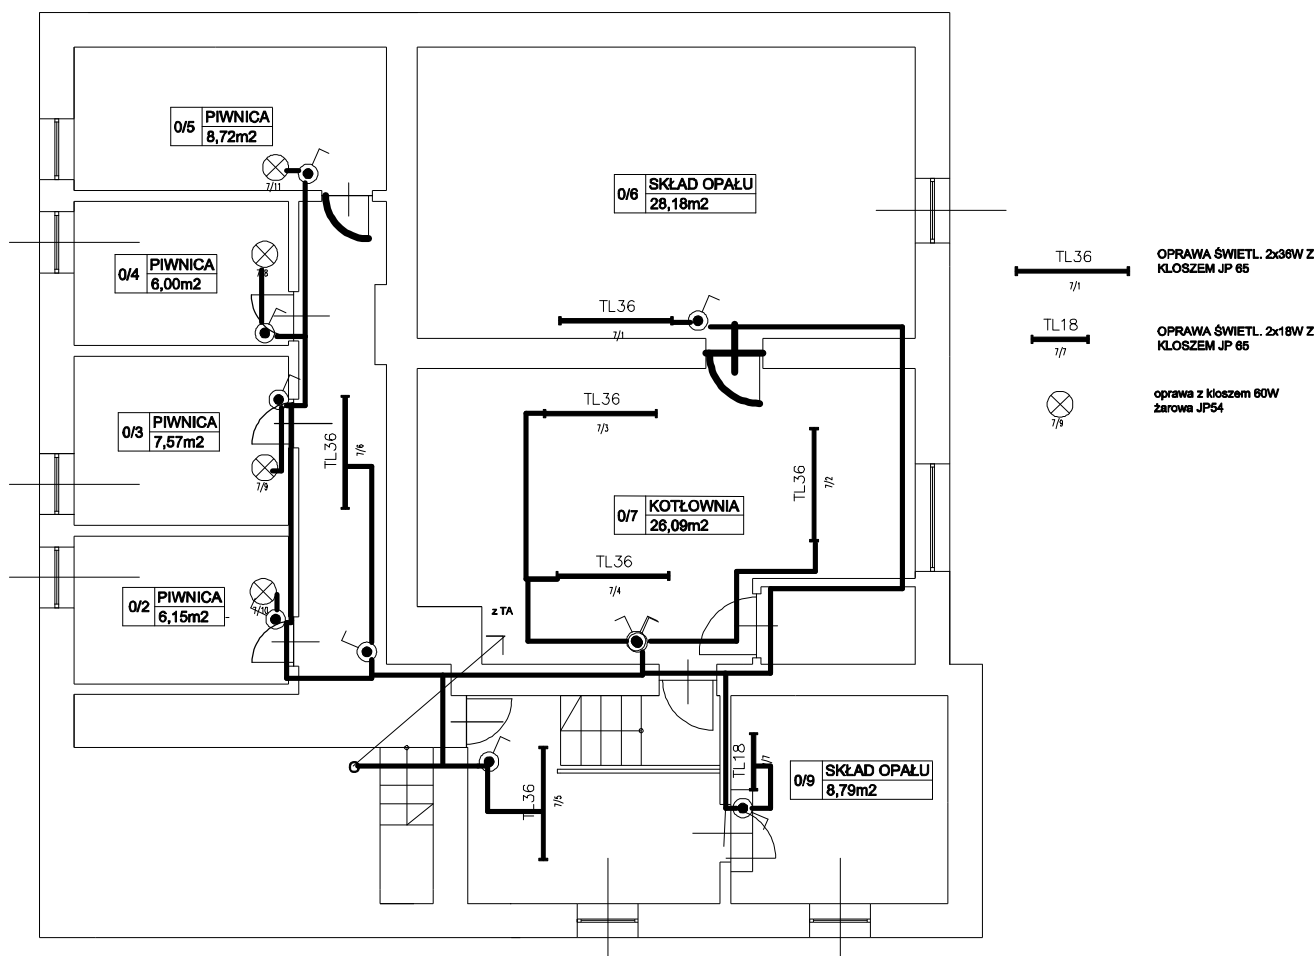 0/5 PIWNICA
8,72m2
7/11
0/6 SKŁAD OPAŁU
28,18m2
0/4 PIWNICA
6,00m2
7/8
TL36
7/1
TL36
7/1
OPRAWA ŚWIETL. 2x36W Z
KLOSZEM JP 65
TL18
7/7
OPRAWA ŚWIETL. 2x18W Z
KLOSZEM JP 65
7/9
oprawa z kloszem 60W
żarowa JP54
0/3 PIWNICA
7,57m2
7/9
TL36
7/6
TL36
7/3
TL36
7/2
0/7 KOTŁOWNIA
26,09m2
TL36
7/4
0/2 PIWNICA
6,15m2
7/10
z TA
TL36
7/5
TL18
0/9 SKŁAD OPAŁU
8,79m2